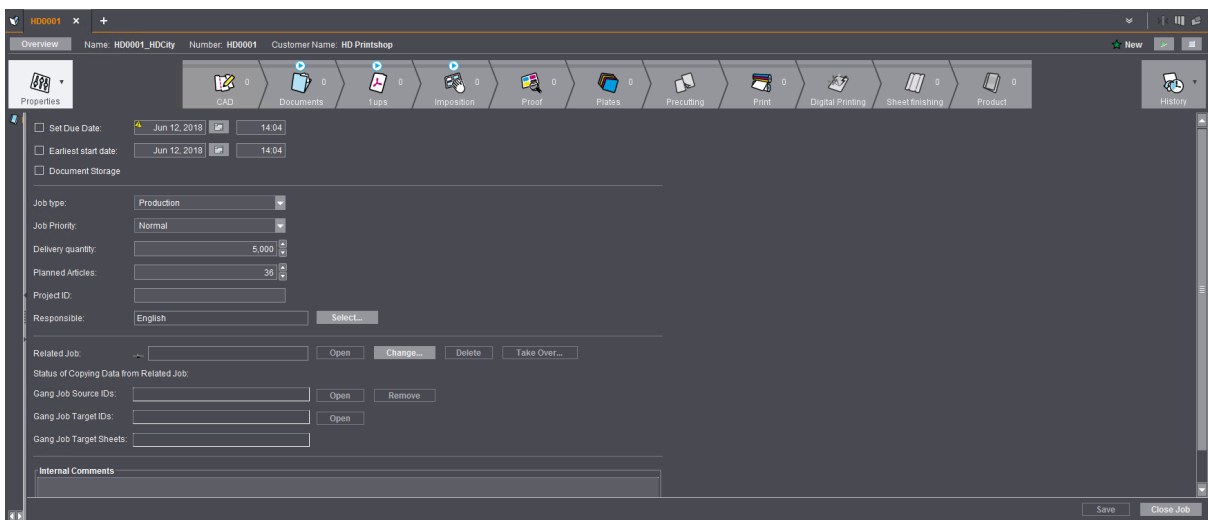 HD0001 × +
Overview Name: HD0001_HDCity Number: HD0001 Customer Name: HD Printshop New
Properties CAD 0 Documents 0 1ups 0 Imposition 0 Proof 0 Plates 0 Precutting Print 0 Digital Printing Sheet finishing 0 Product 0 History
Set Due Date: Jun 12, 2018 14:04
Earliest start date: Jun 12, 2018 14:04
Document Storage
Job type: Production
Job Priority: Normal
Delivery quantity: 5,000
Planned Articles: 36
Project ID:
Responsible: English Select...
Related Job: Open Change... Delete Take Over...
Status of Copying Data from Related Job:
Gang Job Source IDs: Open Remove
Gang Job Target IDs: Open
Gang Job Target Sheets:
Internal Comments
Save Close Job